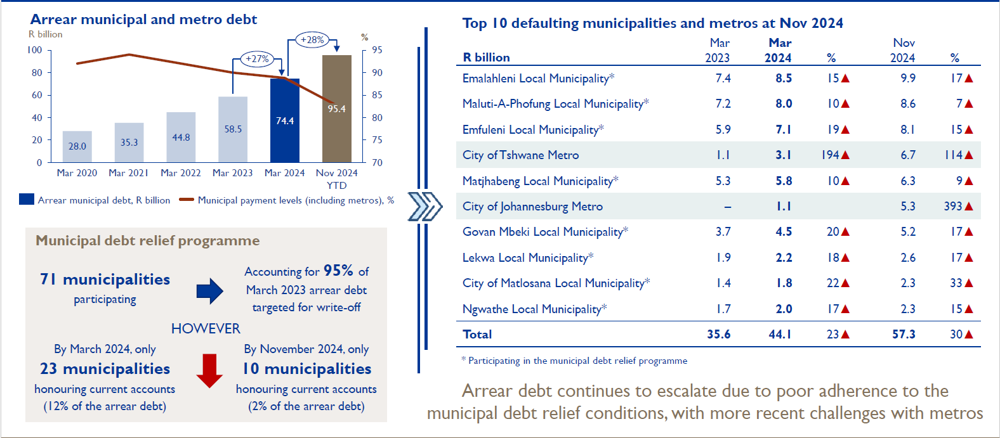 Arrear municipal and metro debt
R billion
%
+28%
+27%
100
80
60
40
20
0
95
90
85
80
75
70
28.0
35.3
44.8
58.5
74.4
95.4
Mar 2020
Mar 2021
Mar 2022
Mar 2023
Mar 2024
Nov 2024
YTD
Arrear municipal debt, R billion
Municipal payment levels (including metros), %
Municipal debt relief programme
71 municipalities
participating
Accounting for 95% of
March 2023 arrear debt
targeted for write-off
HOWEVER
By March 2024, only
23 municipalities
honouring current accounts
(12% of the arrear debt)
By November 2024, only
10 municipalities
honouring current accounts
(2% of the arrear debt)
Top 10 defaulting municipalities and metros at Nov 2024
Mar Mar Nov
R billion 2023 2024 % 2024 %
Emalahleni Local Municipality* 7.4 8.5 15▲ 9.9 17▲
Maluti-A-Phofung Local Municipality* 7.2 8.0 10▲ 8.6 7▲
Emfuleni Local Municipality* 5.9 7.1 19▲ 8.1 15▲
City of Tshwane Metro 1.1 3.1 194▲ 6.7 114▲
Matjhabeng Local Municipality* 5.3 5.8 10▲ 6.3 9▲
City of Johannesburg Metro – 1.1 5.3 393▲
Govan Mbeki Local Municipality* 3.7 4.5 20▲ 5.2 17▲
Lekwa Local Municipality* 1.9 2.2 18▲ 2.6 17▲
City of Matlosana Local Municipality* 1.4 1.8 22▲ 2.3 33▲
Ngwathe Local Municipality* 1.7 2.0 17▲ 2.3 15▲
Total 35.6 44.1 23▲ 57.3 30▲
* Participating in the municipal debt relief programme
Arrear debt continues to escalate due to poor adherence to the
municipal debt relief conditions, with more recent challenges with metros